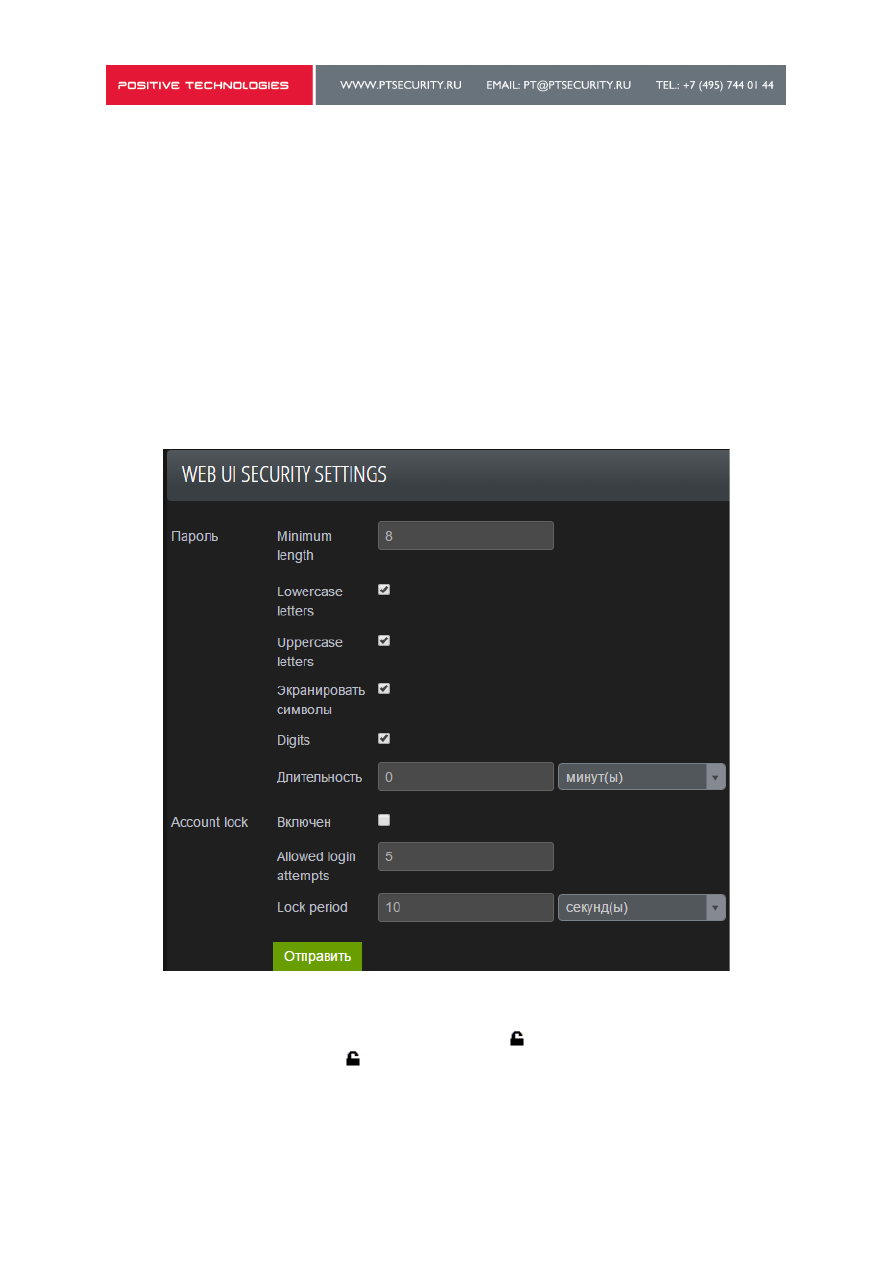 POSITIVE TECHNOLOGIES WWW.PTSECURITY.RU EMAIL: PT@PTSECURITY.RU TEL.: +7 (495) 744 01 44
WEB UI SECURITY SETTINGS
Пароль Minimum length 8
Lowercase letters
Uppercase letters
Экранировать символы
Digits
Длительность 0 минут(ы)
Account lock Включен
Allowed login attempts 5
Lock period 10 секунд(ы)
Отправить